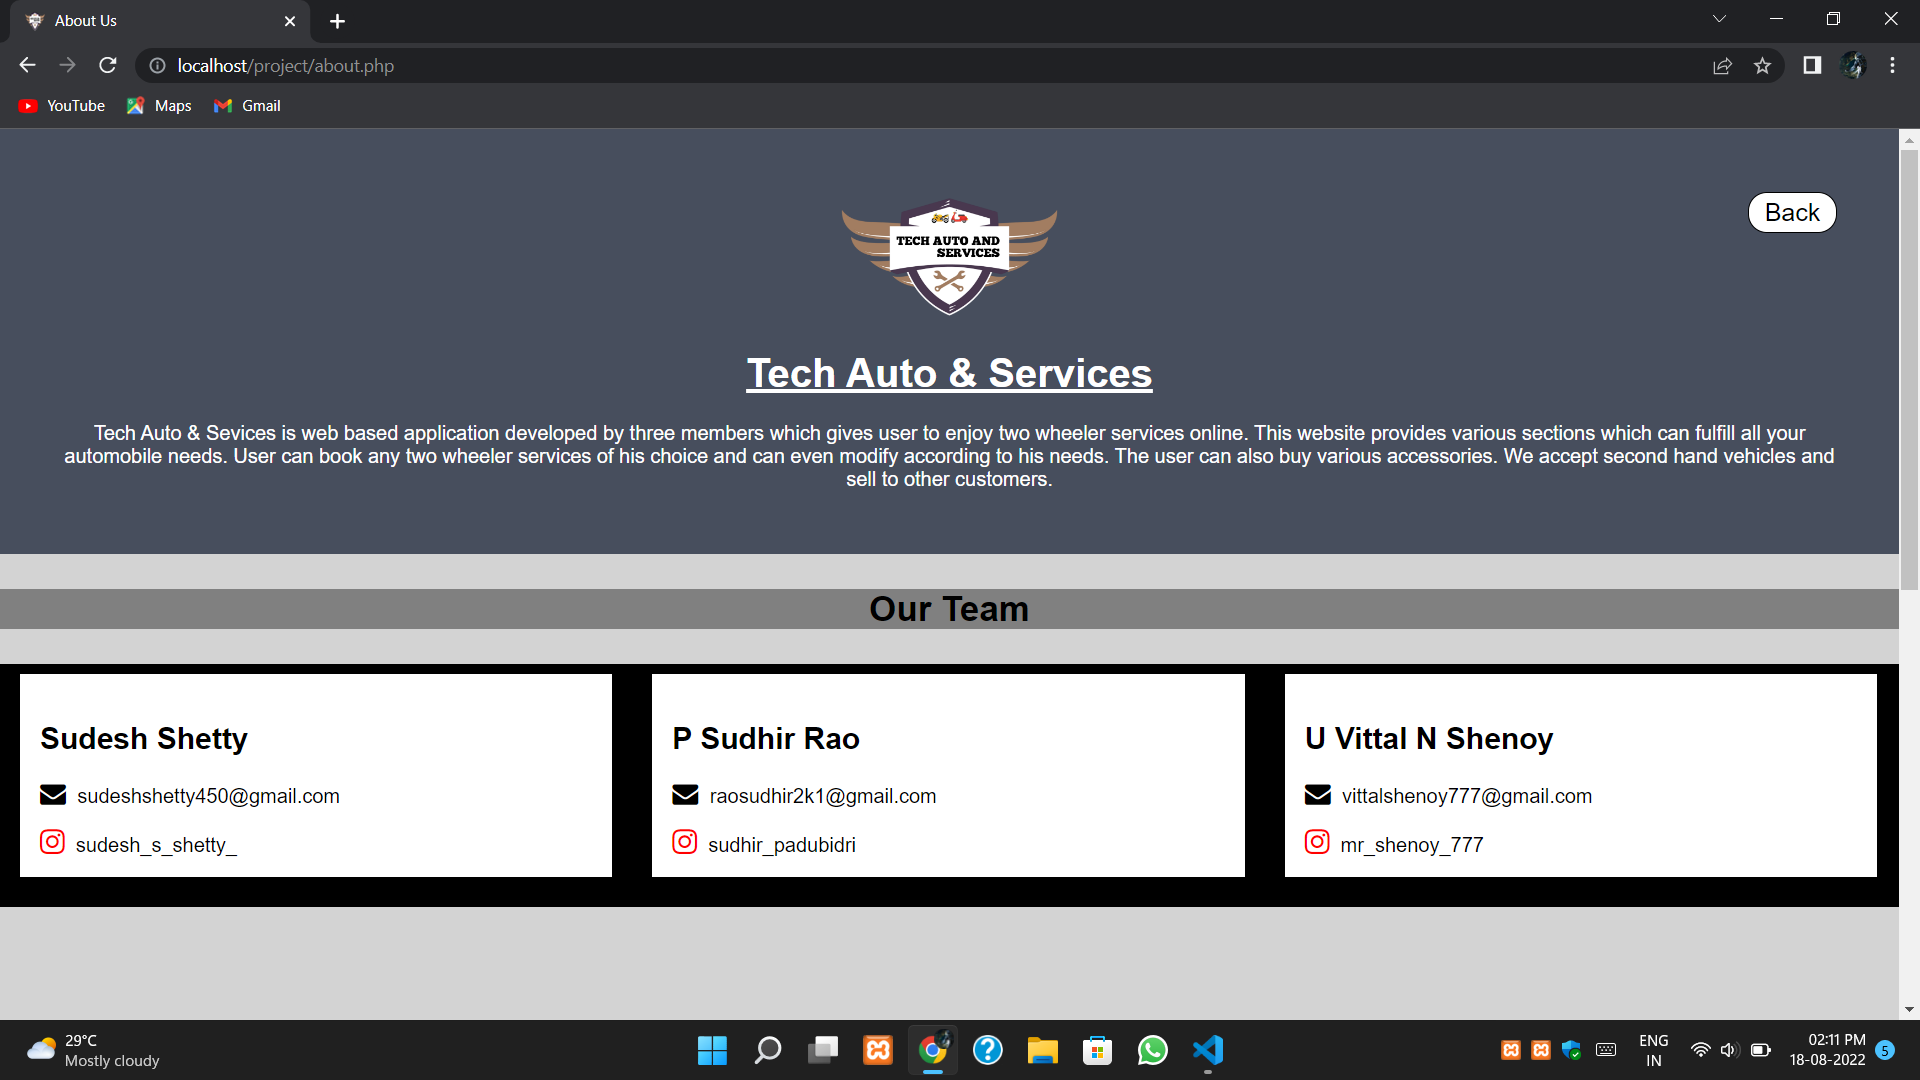 About Us
localhost/project/about.php
YouTube
Maps
Gmail
Back
TECH AUTO AND
SERVICES
Tech Auto & Services
Tech Auto & Sevices is web based application developed by three members which gives user to enjoy two wheeler services online. This website provides various sections which can fulfill all your
automobile needs. User can book any two wheeler services of his choice and can even modify according to his needs. The user can also buy various accessories. We accept second hand vehicles and
sell to other customers.
Our Team
Sudesh Shetty
sudeshshetty450@gmail.com
sudesh_s_shetty_
P Sudhir Rao
raosudhir2k1@gmail.com
sudhir_padubidri
U Vittal N Shenoy
vittalshenoy777@gmail.com
mr_shenoy_777
29°C
Mostly cloudy
ENG
IN
02:11 PM
18-08-2022
5